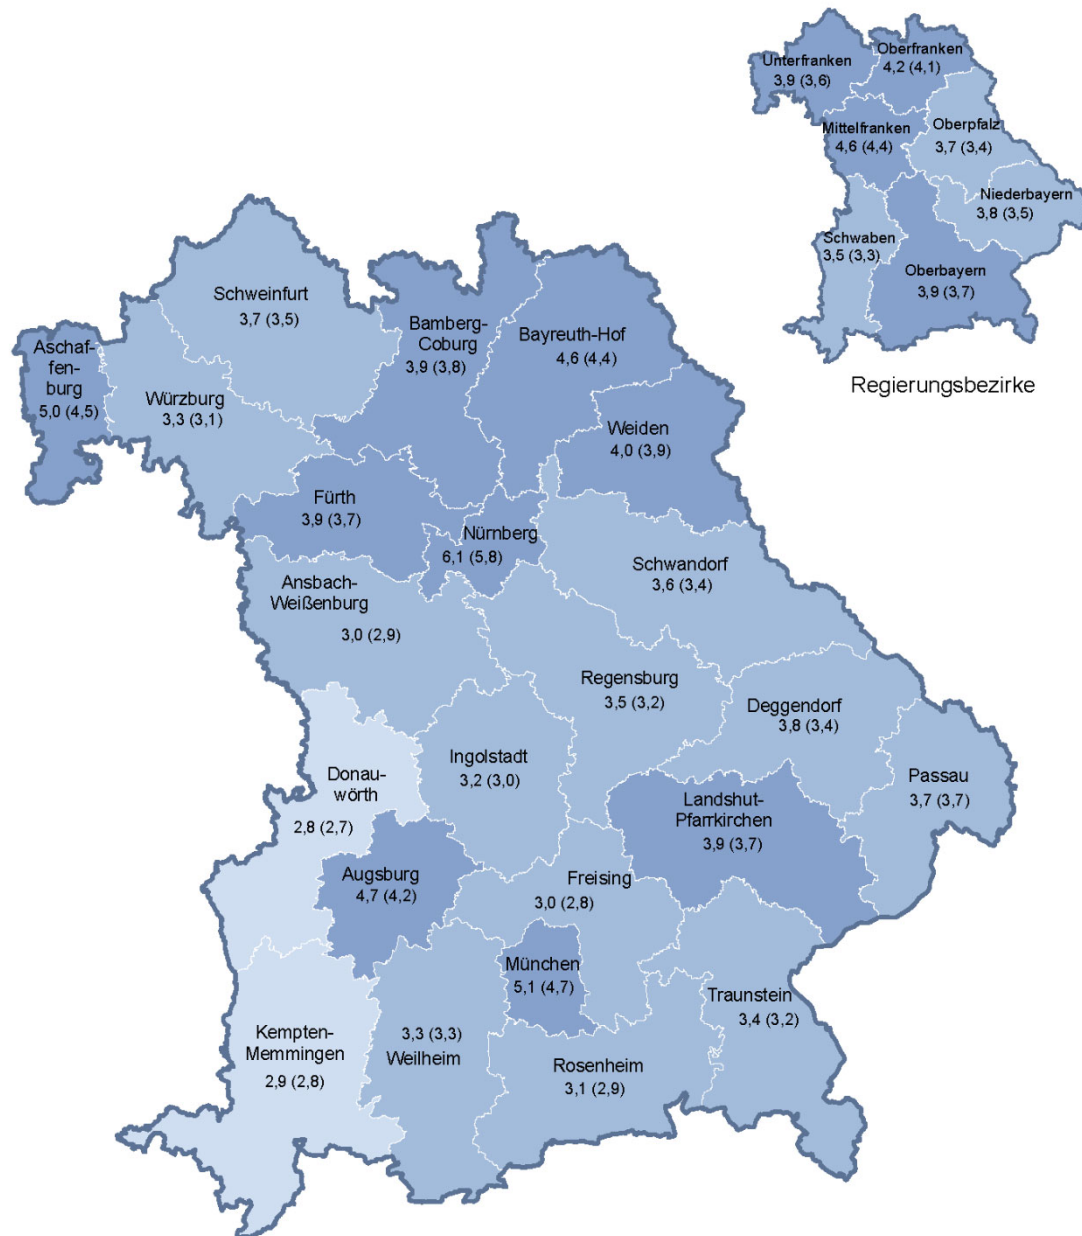 Unterfranken
3,9 (3,6)
Oberfranken
4,2 (4,1)
Mittelfranken
4,6 (4,4)
Oberpfalz
3,7 (3,4)
Niederbayern
3,8 (3,5)
Schwaben
3,5 (3,3)
Oberbayern
3,9 (3,7)
Regierungsbezirke
Schweinfurt
3,7 (3,5)
Bamberg-
Coburg
3,9 (3,8)
Bayreuth-Hof
4,6 (4,4)
Aschaf-
fen-
burg
5,0 (4,5)
Würzburg
3,3 (3,1)
Weiden
4,0 (3,9)
Fürth
3,9 (3,7)
Nürnberg
6,1 (5,8)
Schwandorf
3,6 (3,4)
Ansbach-
Weißenburg
3,0 (2,9)
Regensburg
3,5 (3,2)
Deggendorf
3,8 (3,4)
Ingolstadt
3,2 (3,0)
Passau
3,7 (3,7)
Donau-
wörth
2,8 (2,7)
Landshut-
Pfarrkirchen
3,9 (3,7)
Augsburg
4,7 (4,2)
Freising
3,0 (2,8)
München
5,1 (4,7)
Traunstein
3,4 (3,2)
Kempten-
Memmingen
2,9 (2,8)
3,3 (3,3)
Weilheim
Rosenheim
3,1 (2,9)